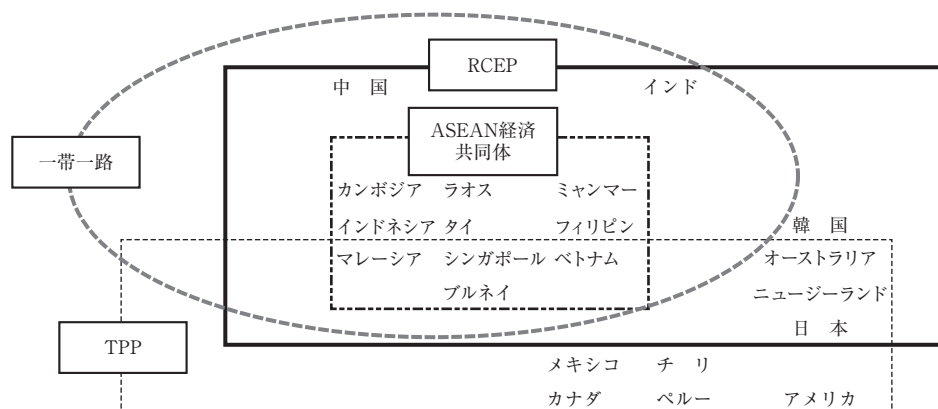 RCEP
中 国 インド
ASEAN経済
共同体
一帯一路
カンボジア ラオス ミャンマー
インドネシア タイ フィリピン
韓 国
マレーシア シンガポール ベトナム
オーストラリア
ブルネイ
ニュージーランド
日 本
TPP
メキシコ チ リ
カナダ ペルー アメリカ